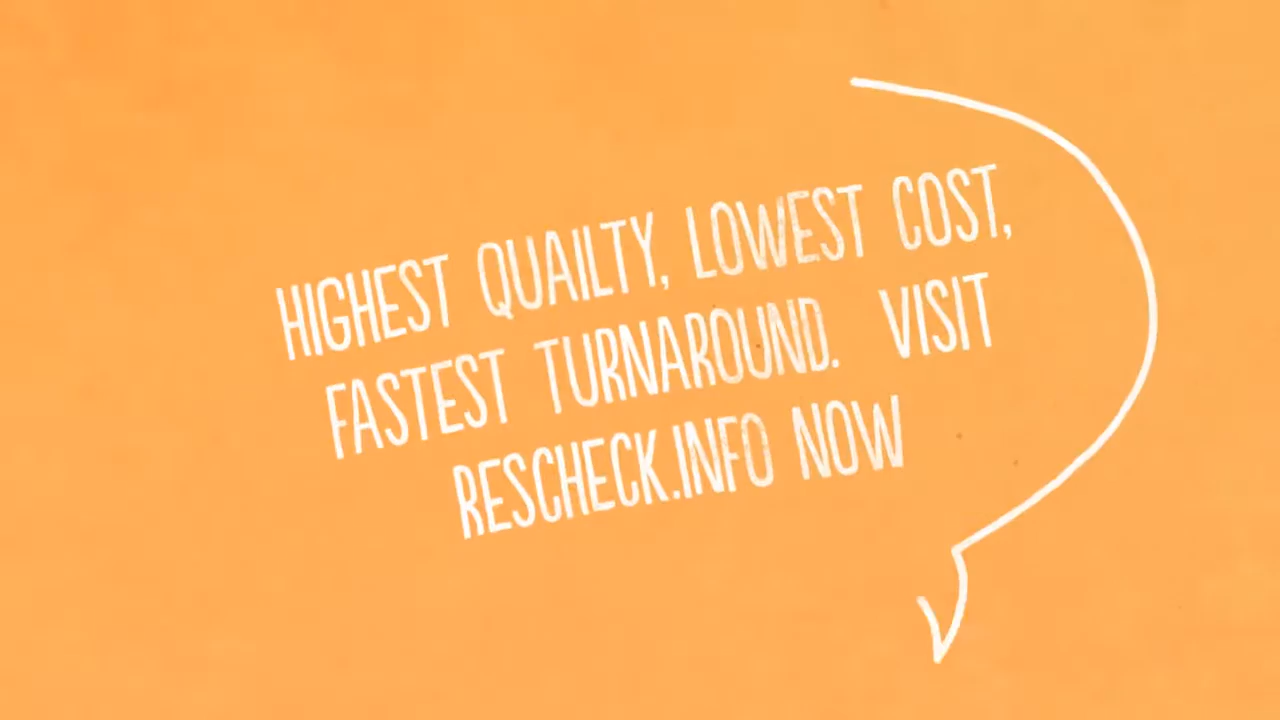 HIGHEST QUAILTY, LOWEST COST,
FASTEST TURNAROUND.  VISIT
RESCHECK.INFO NOW